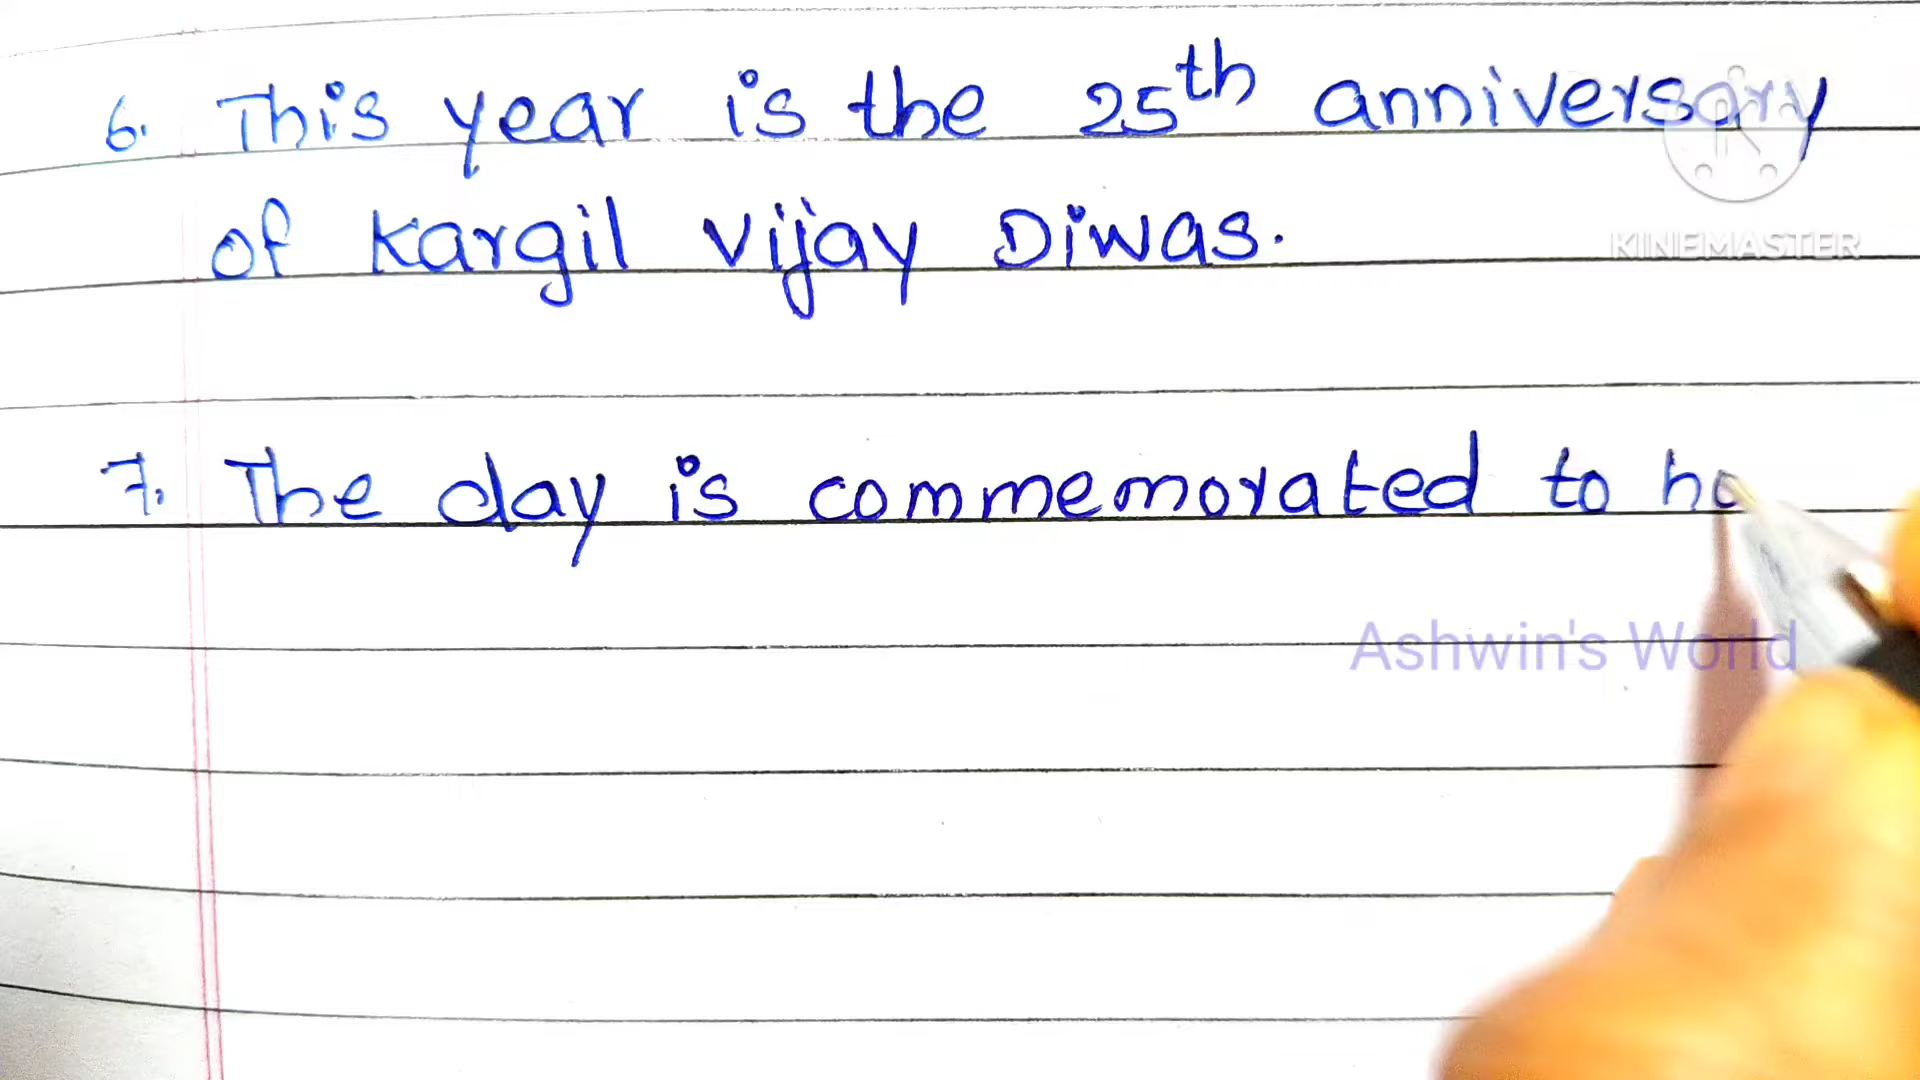 6. This year is the 25th anniversary
KINEMASTER
of Kargil Vijay Diwas.
7. The day is commemorated to ho
Ashwin's World